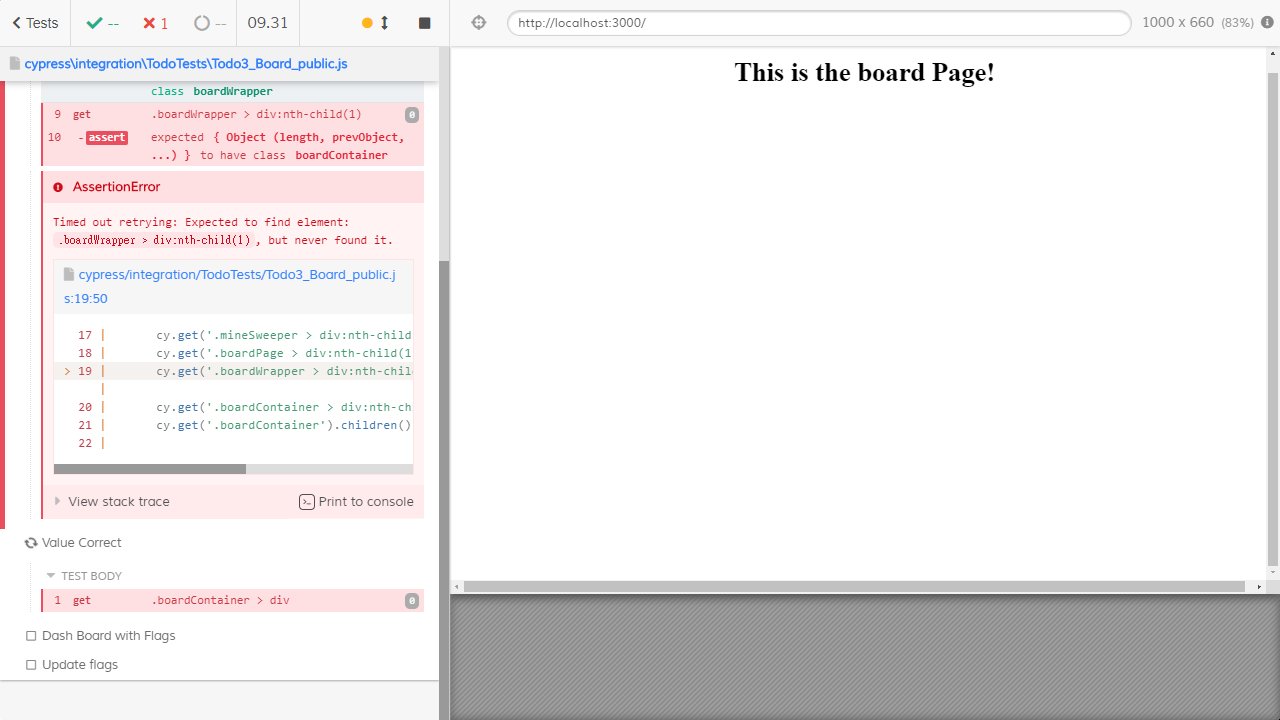 Tests
--
1
--
09.31
http://localhost:3000/
1000 x 660 (83%)
cypress\integration\TodoTests\Todo3_Board_public.js
class boardWrapper
9 get .boardWrapper > div:nth-child(1) 0
10 -assert expected { Object (length, prevObject,
...) } to have class boardContainer
AssertionError
Timed out retrying: Expected to find element:
.boardWrapper > div:nth-child(1), but never found it.
cypress/integration/TodoTests/Todo3_Board_public.j
s:19:50
17 | cy.get('.mineSweeper > div:nth-child
18 | cy.get('.boardPage > div:nth-child(1
> 19 | cy.get('.boardWrapper > div:nth-chil
|
20 | cy.get('.boardContainer > div:nth-ch
21 | cy.get('.boardContainer').children()
22 |
View stack trace
Print to console
Value Correct
TEST BODY
1 get .boardContainer > div 0
Dash Board with Flags
Update flags
This is the board Page!